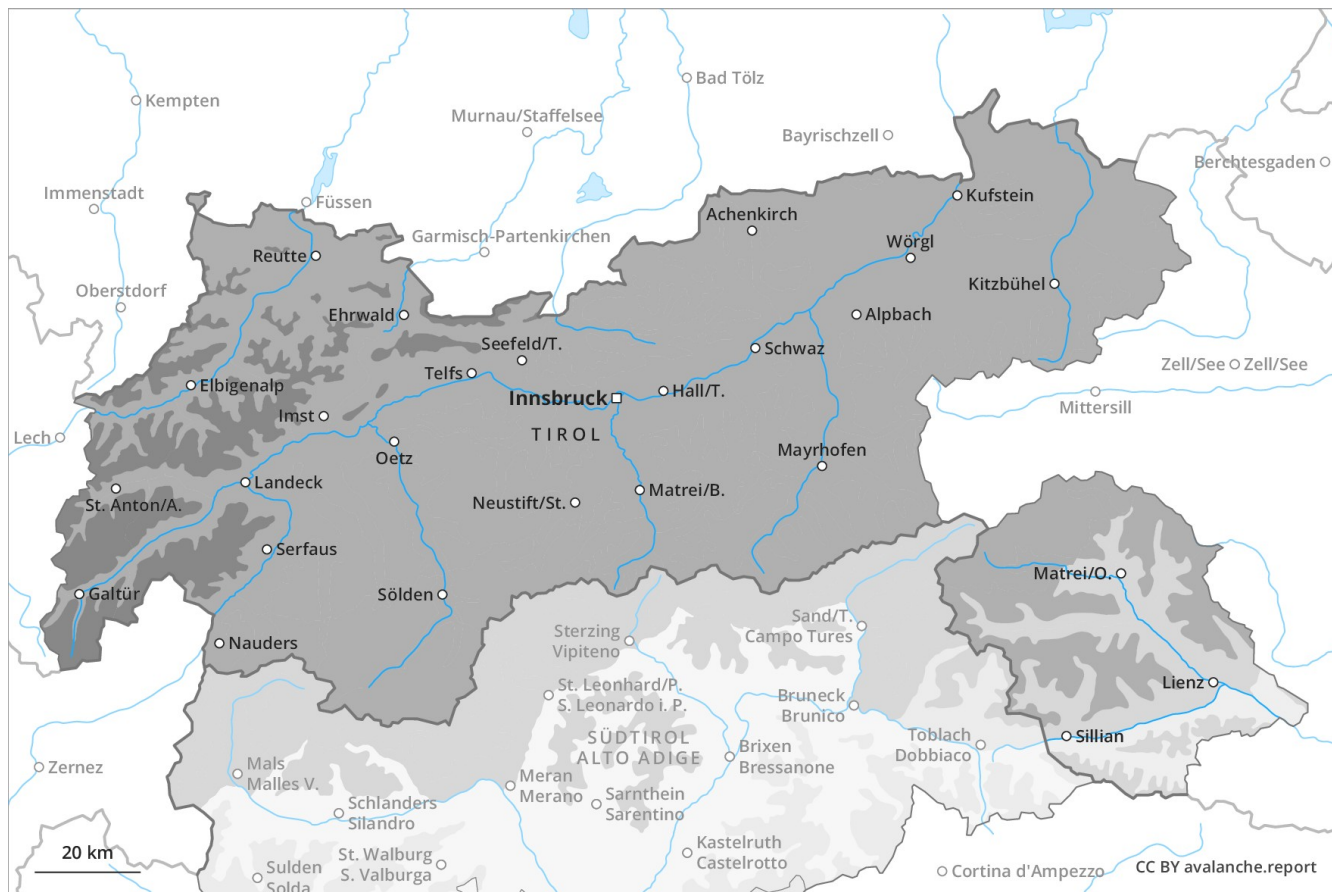 Bad Tölz
Kempten
Murnau/Staffelsee
Bayrischzell
Berchtesgaden
Immenstadt
Füssen
Kufstein
Achenkirch
Garmisch-Partenkirchen
Wörgl
Reutte
Kitzbühel
Oberstdorf
Ehrwald
Alpbach
Seefeld/T.
Schwaz
Telfs
Zell/See
Zell/See
Elbigenalp
Hall/T.
Innsbruck
Mittersill
Imst
TIROL
Lech
Oetz
Mayrhofen
Landeck
St. Anton/A.
Neustift/St.
Matrei/B.
Serfaus
Matrei/O.
Galtür
Sölden
Sand/T.
Campo Tures
Sterzing
Vipiteno
Nauders
Lienz
St. Leonhard/P.
S. Leonardo i. P.
Bruneck
Brunico
SÜDTIROL
ALTO ADIGE
Toblach
Dobbiaco
Sillian
Brixen
Bressanone
Zernez
Mals
Malles V.
Meran
Merano
Sarnthein
Sarentino
Schlanders
Silandro
Kastelruth
Castelrotto
20 km
St. Walburg
S. Valburga
Sulden
Solda
Cortina d'Ampezzo
CC BY avalanche.report